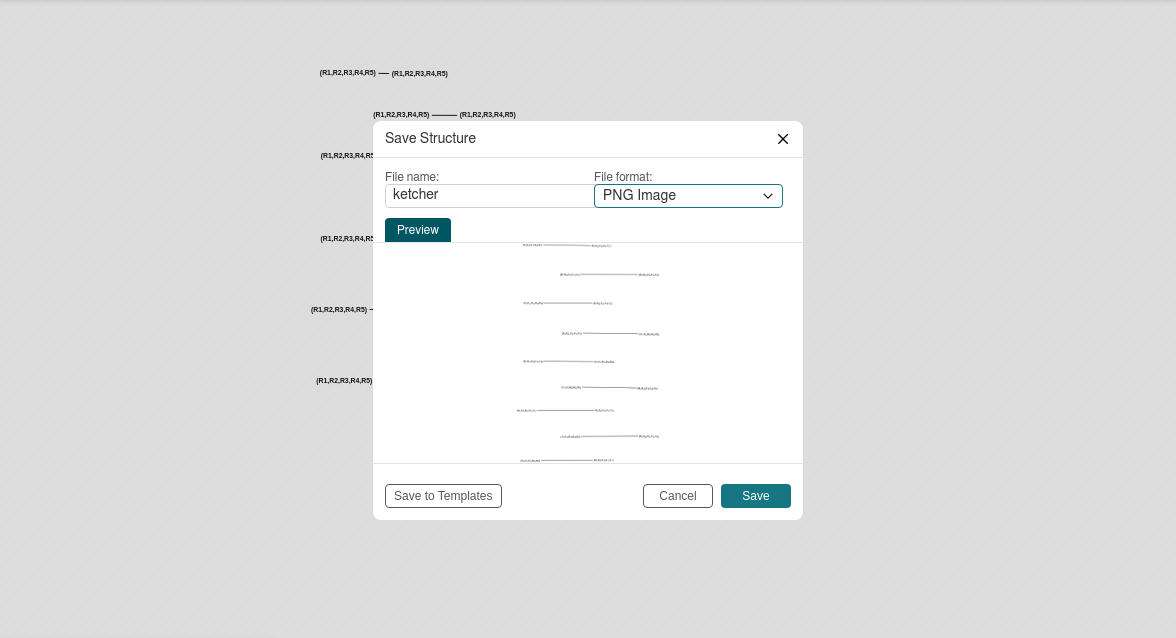 (R1,R2,R3,R4,R5) (R1,R2,R3,R4,R5)
(R1,R2,R3,R4,R5) (R1,R2,R3,R4,R5)
Save Structure
(R1,R2,R3,R4,R5
File name: File format:
ketcher PNG Image
Preview
(R1,R2,R3,R4,R5
(R1,R2,R3,R4,R5)
(R1,R2,R3,R4,R5)
Save to Templates Cancel Save